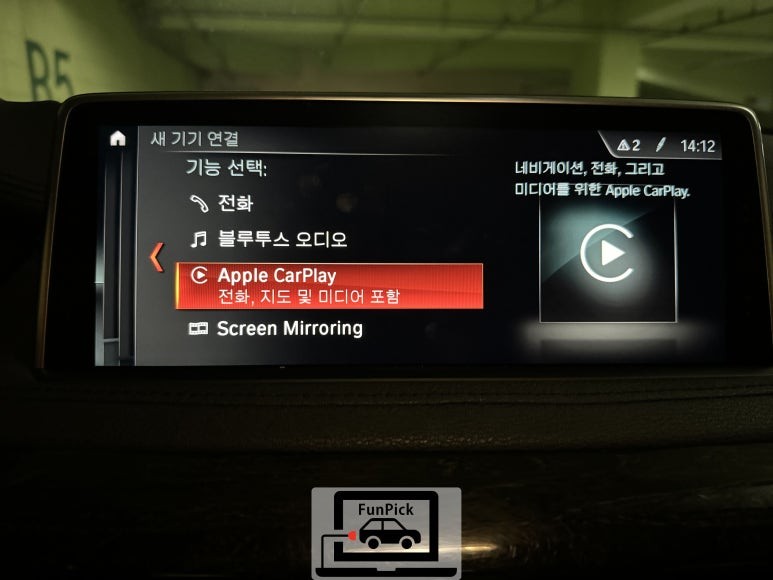 B5
새 기기 연결
2 14:12
기능 선택:
전화
블루투스 오디오
Apple CarPlay
전화, 지도 및 미디어 포함
Screen Mirroring
네비게이션, 전화, 그리고
미디어를 위한 Apple CarPlay.
FunPick